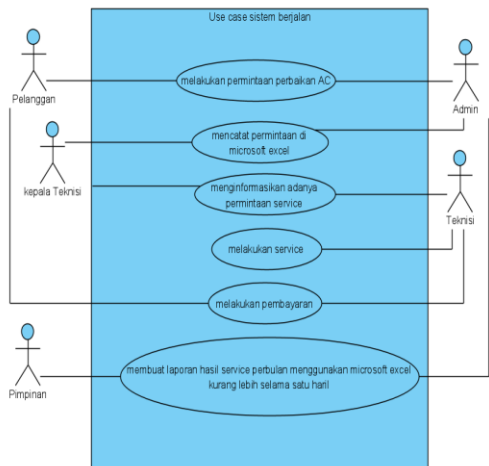 Use case sistem berjalan
Pelanggan
melakukan permintaan perbaikan AC
Admin
mencatat permintaan di
microsoft excel
kepala Teknisi
menginformasikan adanya
permintaan service
Teknisi
melakukan service
melakukan pembayaran
Pimpinan
membuat laporan hasil service perbulan menggunakan microsoft excel
kurang lebih selama satu haril